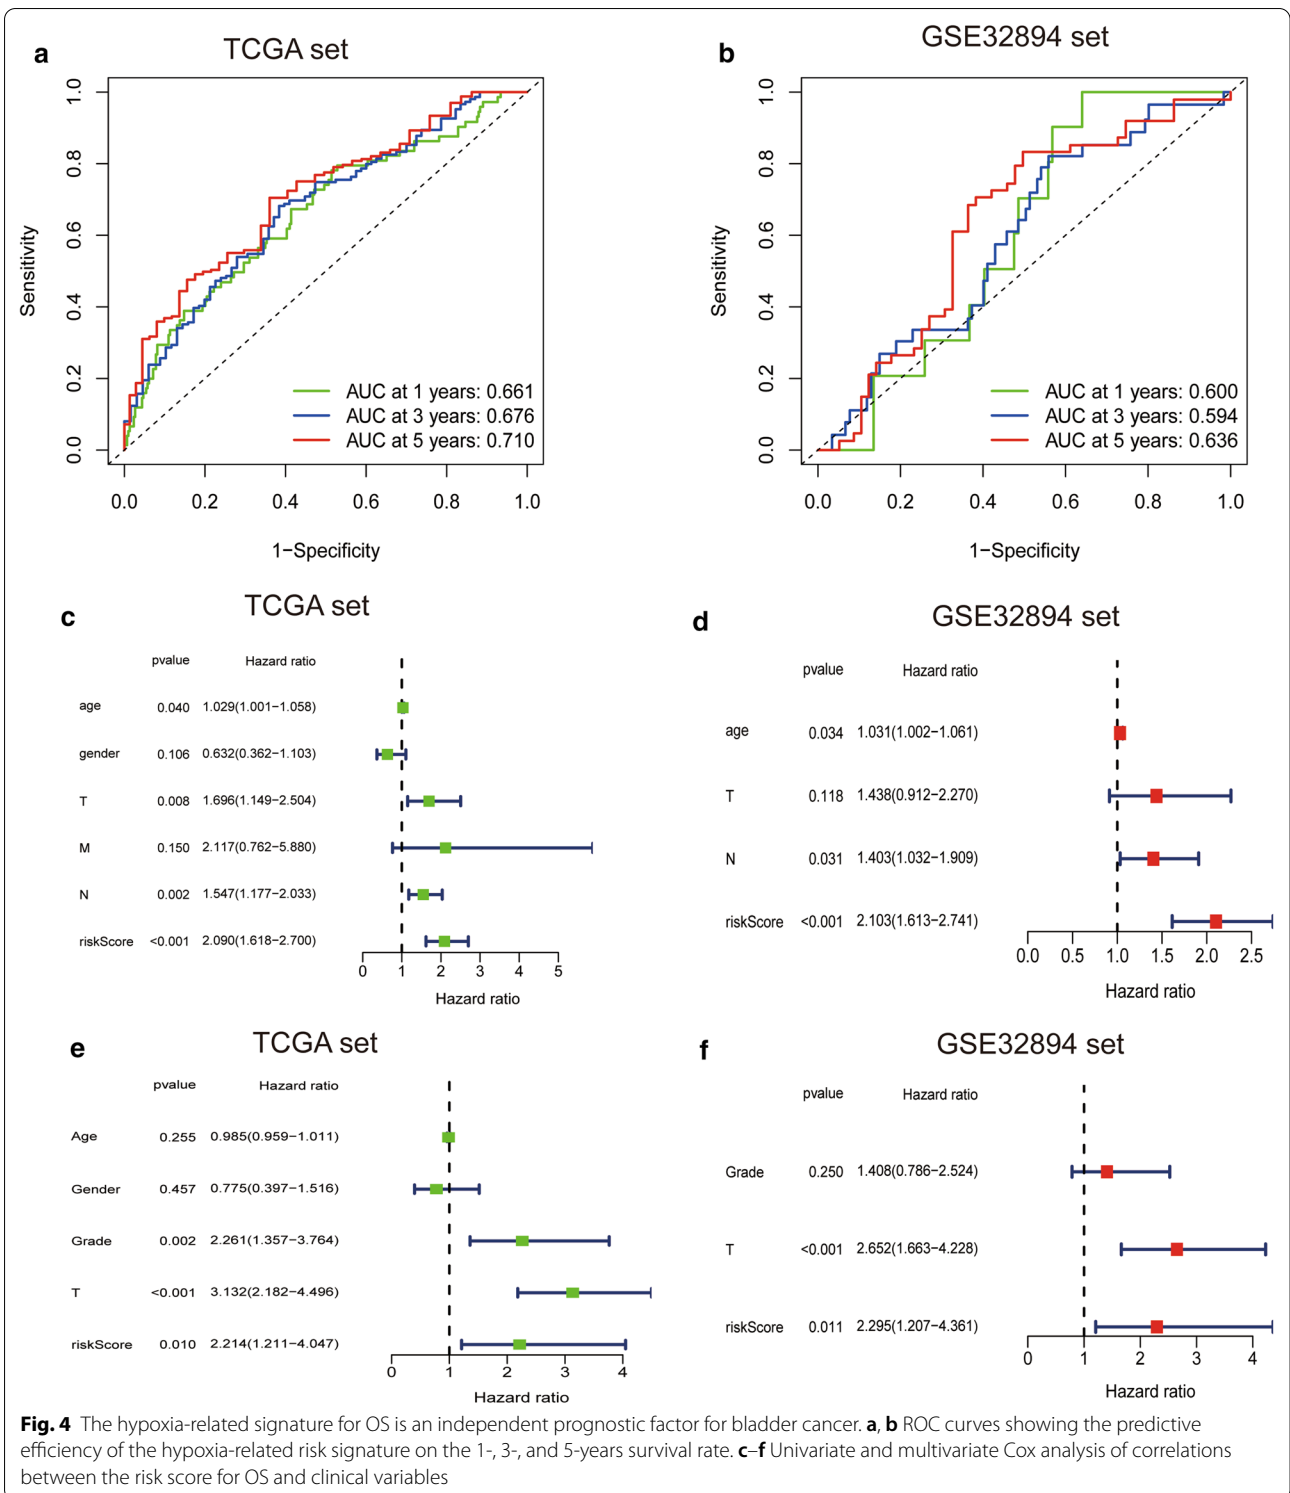 a
TCGA set
1.0
0.8
0.6
0.4
0.2
0.0
Sensitivity
AUC at 1 years: 0.661
AUC at 3 years: 0.676
AUC at 5 years: 0.710
0.0 0.2 0.4 0.6 0.8 1.0
1−Specificity
b
GSE32894 set
1.0
0.8
0.6
0.4
0.2
0.0
Sensitivity
AUC at 1 years: 0.600
AUC at 3 years: 0.594
AUC at 5 years: 0.636
0.0 0.2 0.4 0.6 0.8 1.0
1−Specificity
c
TCGA set
pvalue Hazard ratio
age 0.040 1.029(1.001−1.058)
gender 0.106 0.632(0.362−1.103)
T 0.008 1.696(1.149−2.504)
M 0.150 2.117(0.762−5.880)
N 0.002 1.547(1.177−2.033)
riskScore <0.001 2.090(1.618−2.700)
0 1 2 3 4 5
Hazard ratio
d
GSE32894 set
pvalue Hazard ratio
age 0.034 1.031(1.002−1.061)
T 0.118 1.438(0.912−2.270)
N 0.031 1.403(1.032−1.909)
riskScore <0.001 2.103(1.613−2.741)
0.0 0.5 1.0 1.5 2.0 2.5
Hazard ratio
e
TCGA set
pvalue Hazard ratio
Age 0.255 0.985(0.959−1.011)
Gender 0.457 0.775(0.397−1.516)
Grade 0.002 2.261(1.357−3.764)
T <0.001 3.132(2.182−4.496)
riskScore 0.010 2.214(1.211−4.047)
0 1 2 3 4
Hazard ratio
f
GSE32894 set
pvalue Hazard ratio
Grade 0.250 1.408(0.786−2.524)
T <0.001 2.652(1.663−4.228)
riskScore 0.011 2.295(1.207−4.361)
0 1 2 3 4
Hazard ratio
Fig. 4 The hypoxia-related signature for OS is an independent prognostic factor for bladder cancer. a, b ROC curves showing the predictive
efficiency of the hypoxia-related risk signature on the 1-, 3-, and 5-years survival rate. c–f Univariate and multivariate Cox analysis of correlations
between the risk score for OS and clinical variables